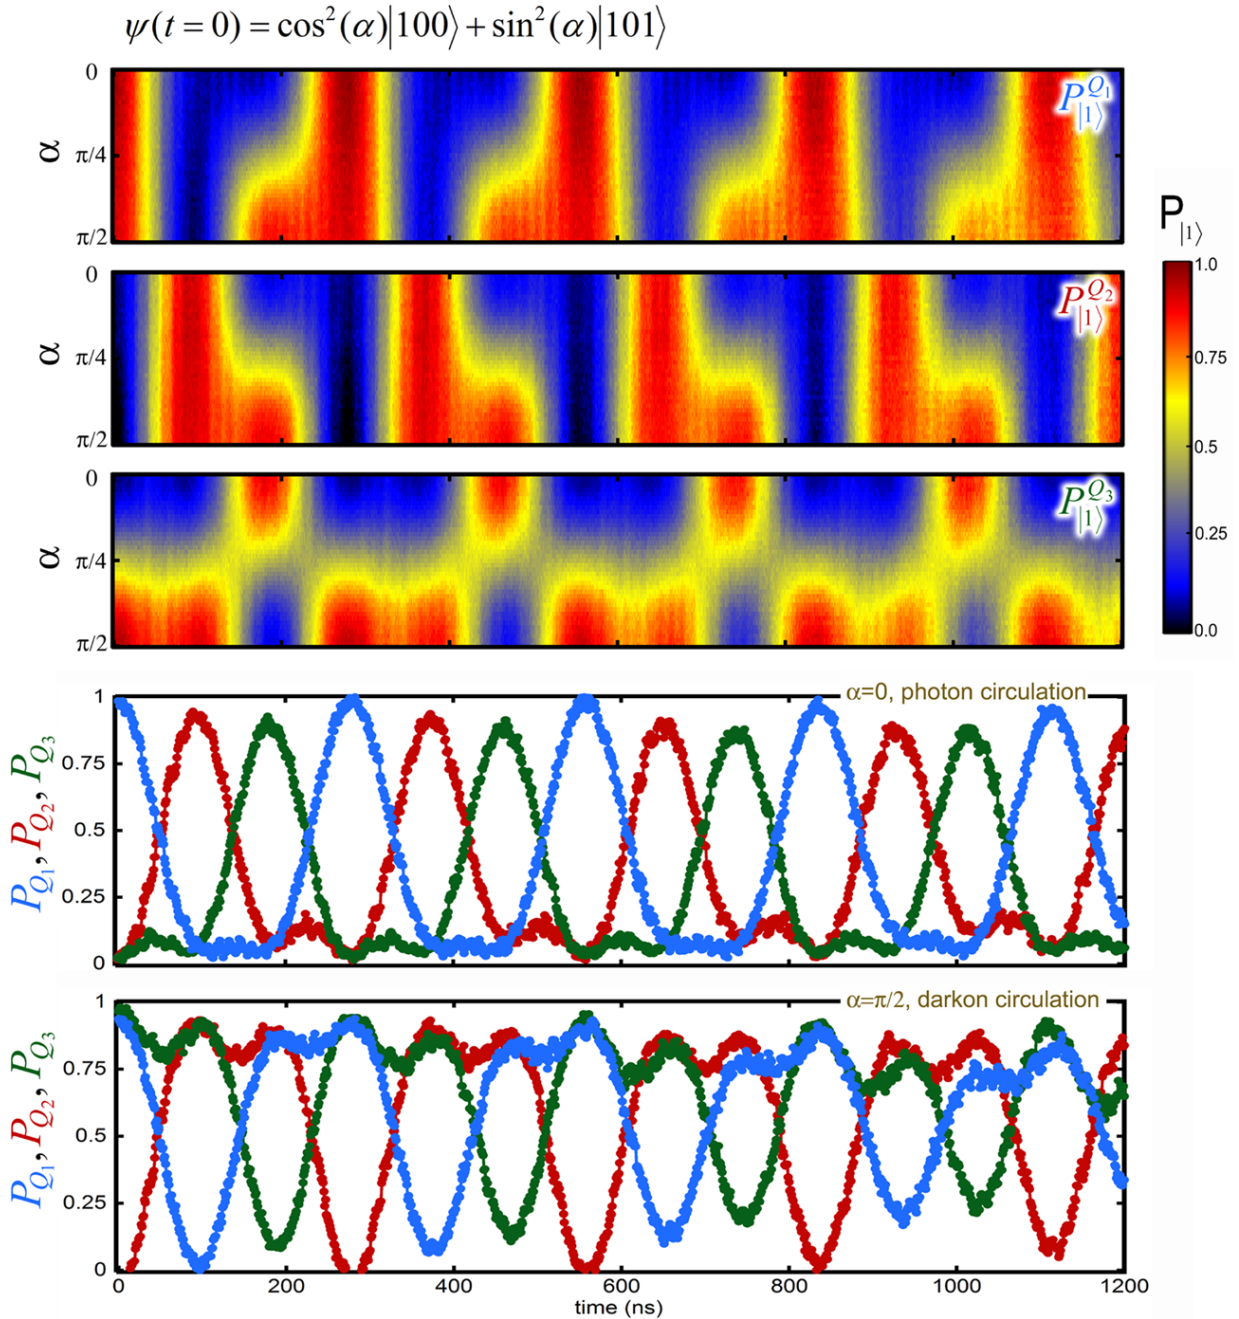 ψ(t = 0) = cos²(α)|100⟩ + sin²(α)|101⟩
0
α
π/4
π/2
P^{Q₁}_{|1⟩}
0
α
π/4
π/2
P^{Q₂}_{|1⟩}
0
α
π/4
π/2
P^{Q₃}_{|1⟩}
P_{|1⟩}
1.0
0.75
0.5
0.25
0.0
α=0, photon circulation
P_{Q₁}, P_{Q₂}, P_{Q₃}
1
0.75
0.5
0.25
0
α=π/2, darkon circulation
P_{Q₁}, P_{Q₂}, P_{Q₃}
1
0.75
0.5
0.25
0
0 200 400 600 800 1000 1200
time (ns)